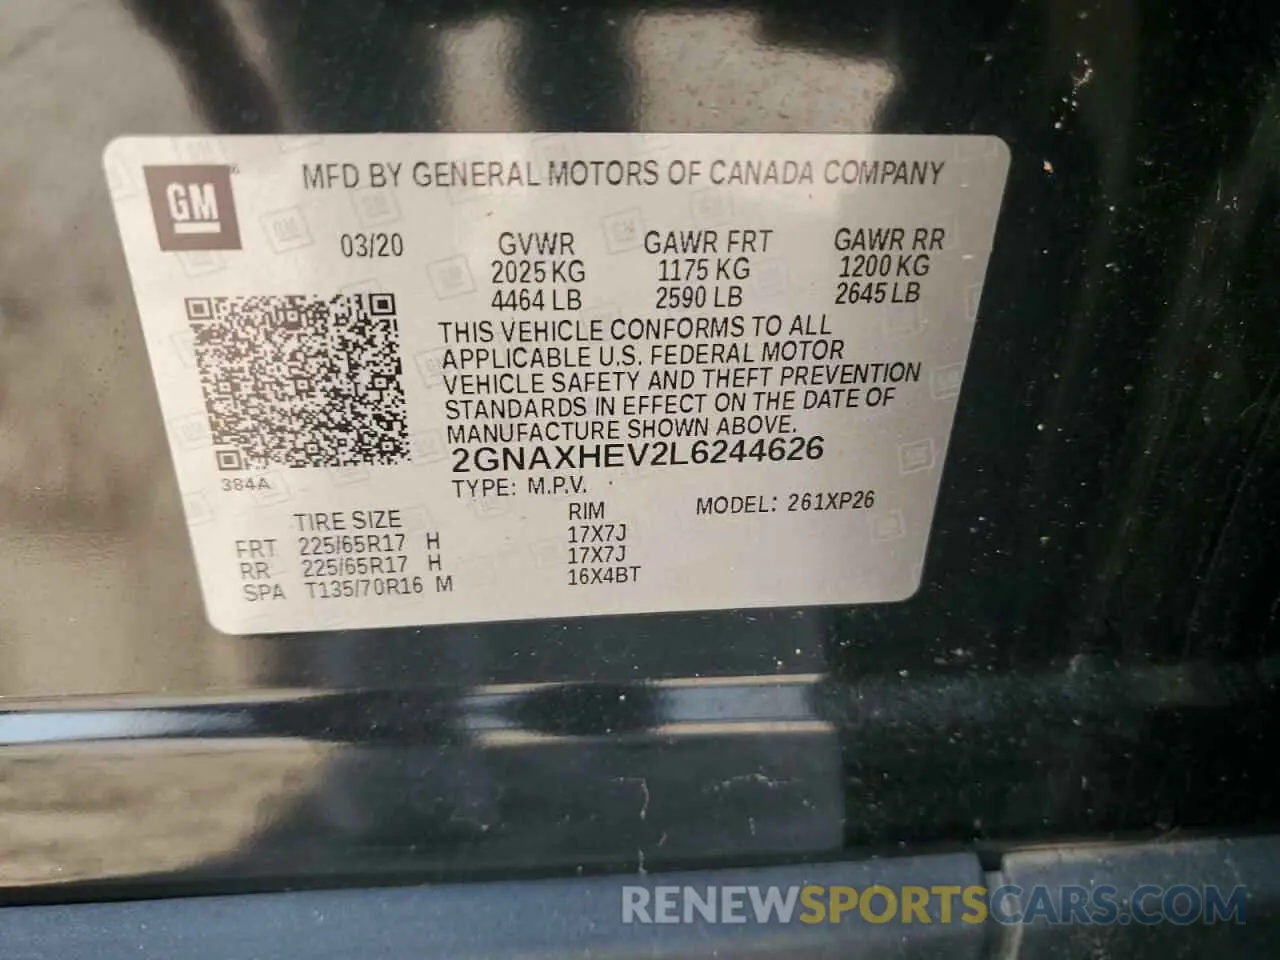 GM
MFD BY GENERAL MOTORS OF CANADA COMPANY
03/20 GVWR GAWR FRT GAWR RR
2025 KG 1175 KG 1200 KG
4464 LB 2590 LB 2645 LB
THIS VEHICLE CONFORMS TO ALL
APPLICABLE U.S. FEDERAL MOTOR
VEHICLE SAFETY AND THEFT PREVENTION
STANDARDS IN EFFECT ON THE DATE OF
MANUFACTURE SHOWN ABOVE.
2GNAXHEV2L6244626
384A
TYPE: M.P.V.
TIRE SIZE RIM MODEL: 261XP26
FRT 225/65R17 H 17X7J
RR 225/65R17 H 17X7J
SPA T135/70R16 M 16X4BT
RENEWSPORTSCARS.COM